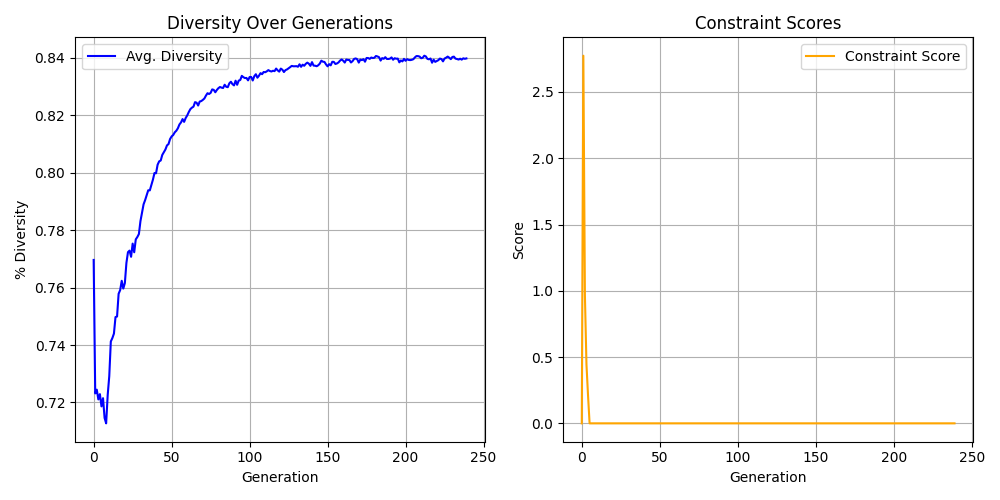 Diversity Over Generations
Avg. Diversity
% Diversity
0.84
0.82
0.80
0.78
0.76
0.74
0.72
0 50 100 150 200 250
Generation
Constraint Scores
Constraint Score
Score
2.5
2.0
1.5
1.0
0.5
0.0
0 50 100 150 200 250
Generation